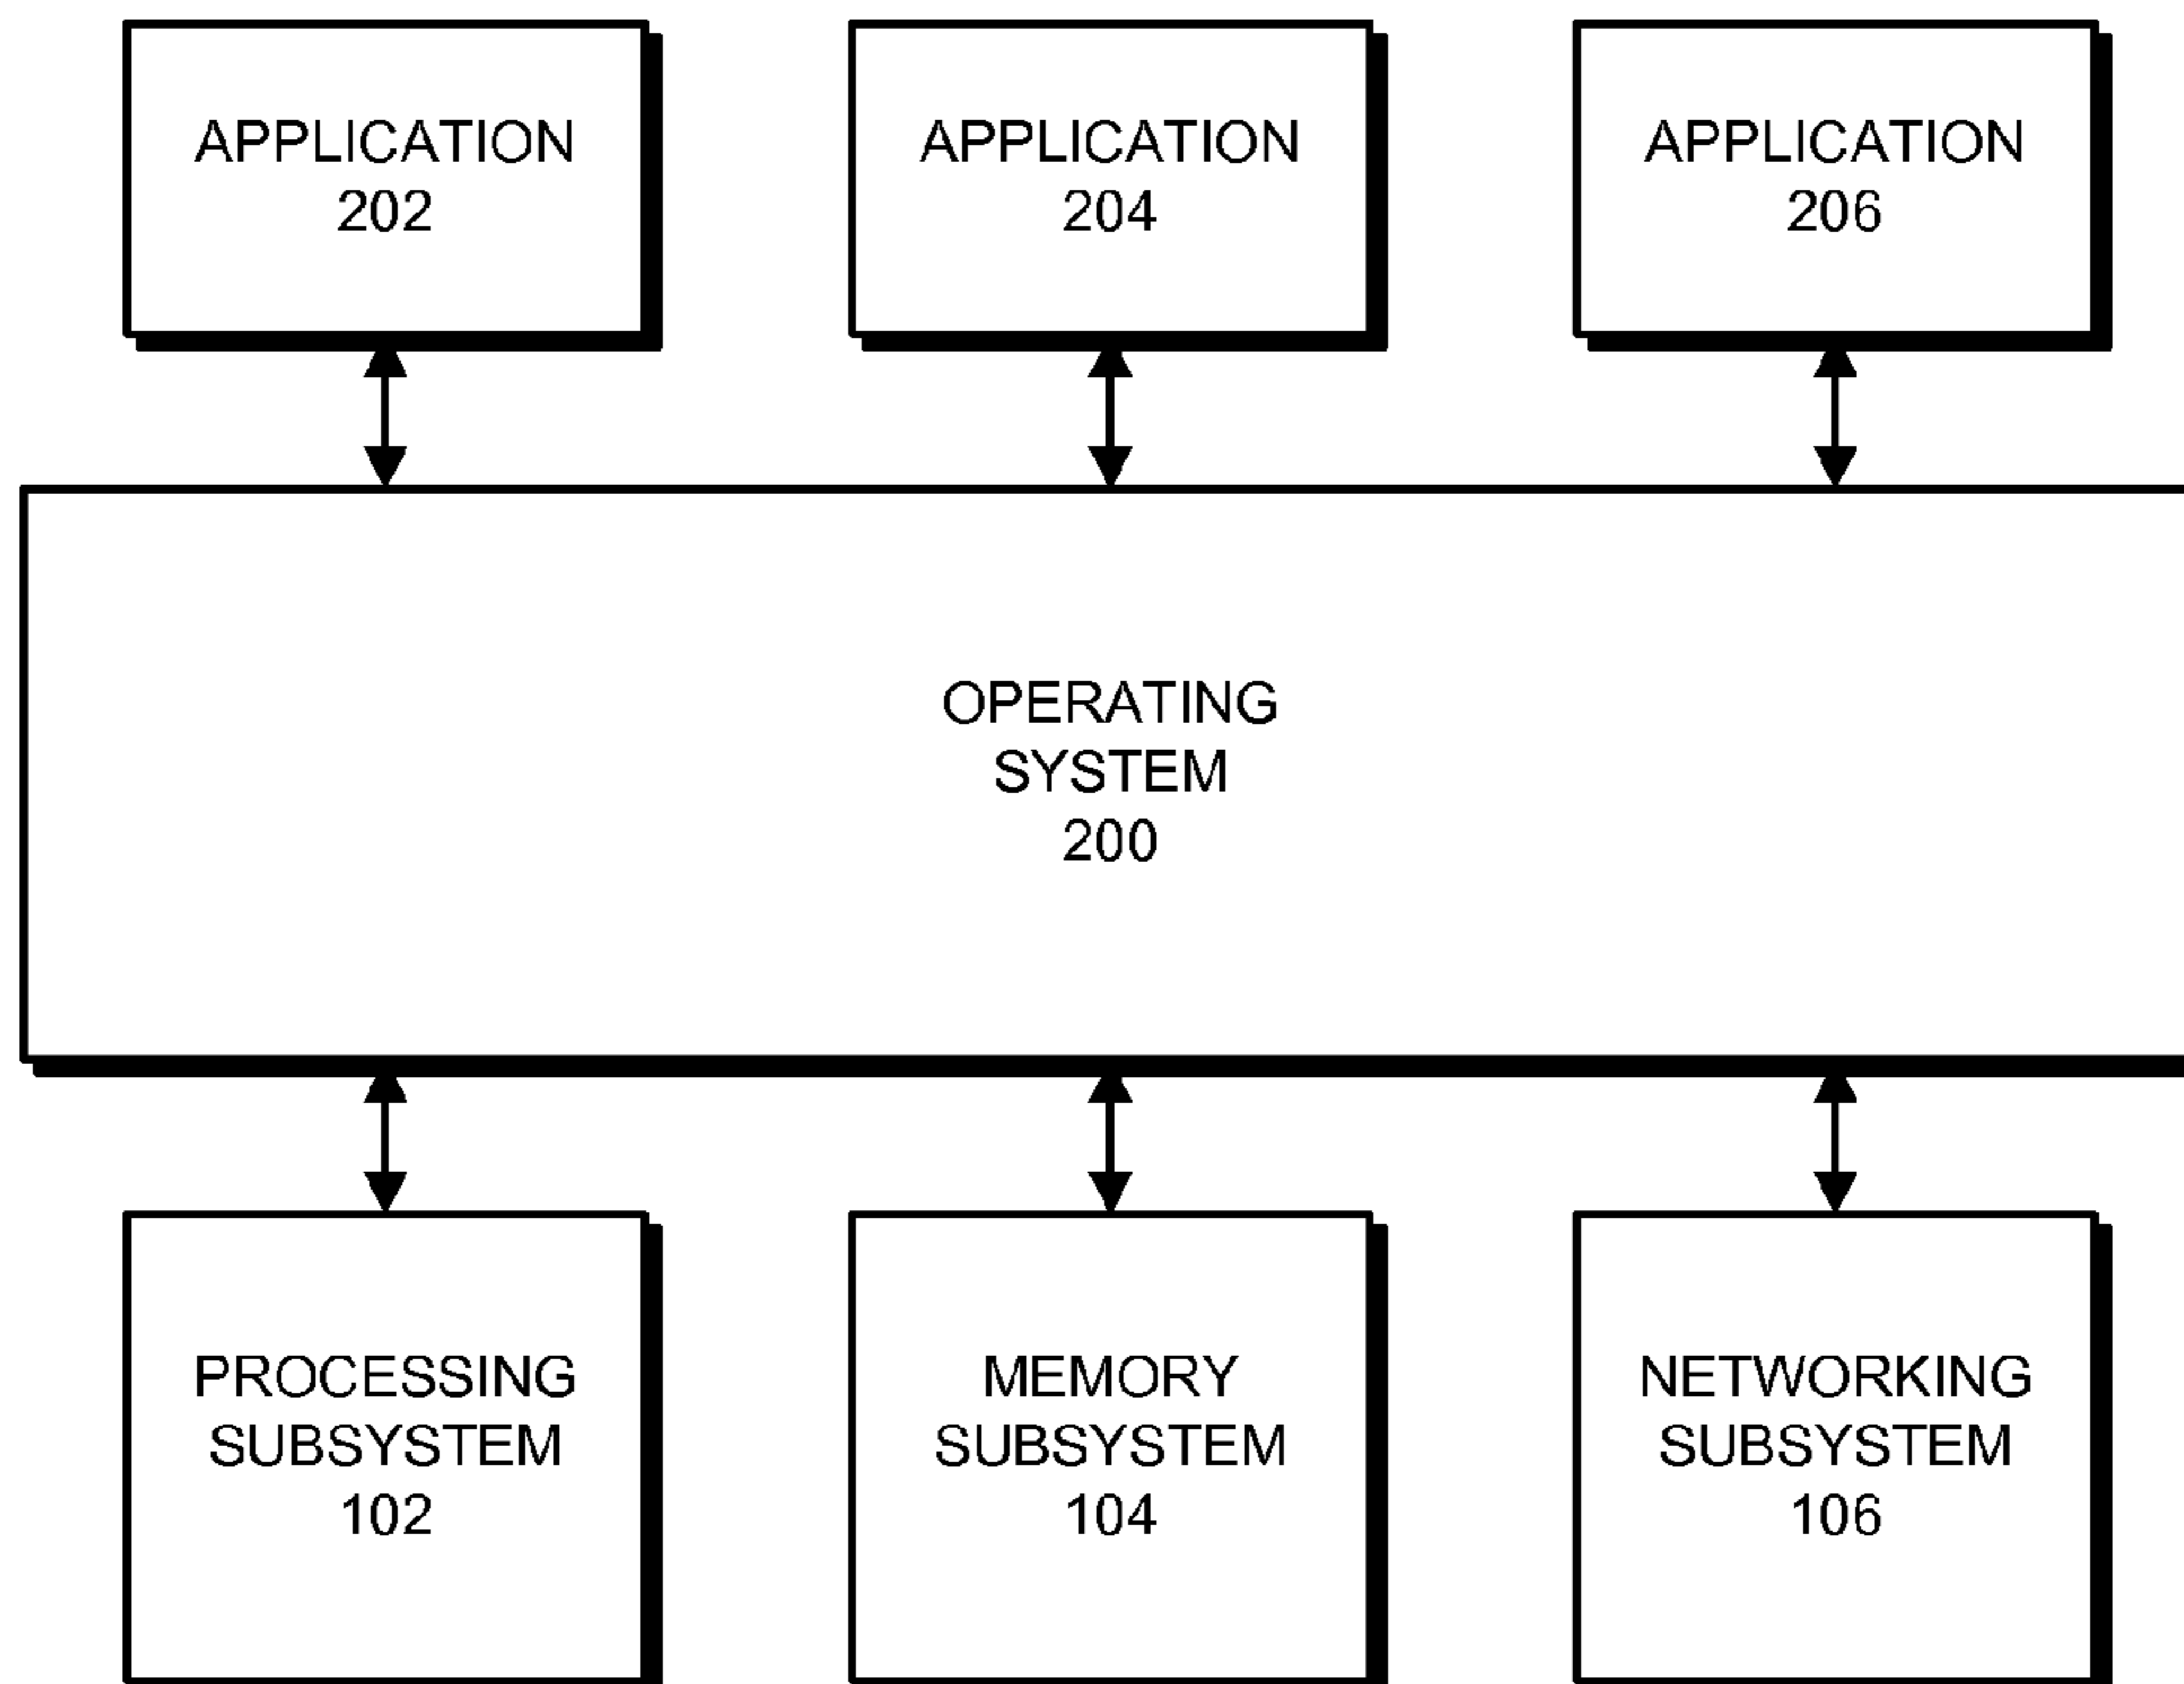 APPLICATION
202
APPLICATION
204
APPLICATION
206
OPERATING
SYSTEM
200
PROCESSING
SUBSYSTEM
102
MEMORY
SUBSYSTEM
104
NETWORKING
SUBSYSTEM
106